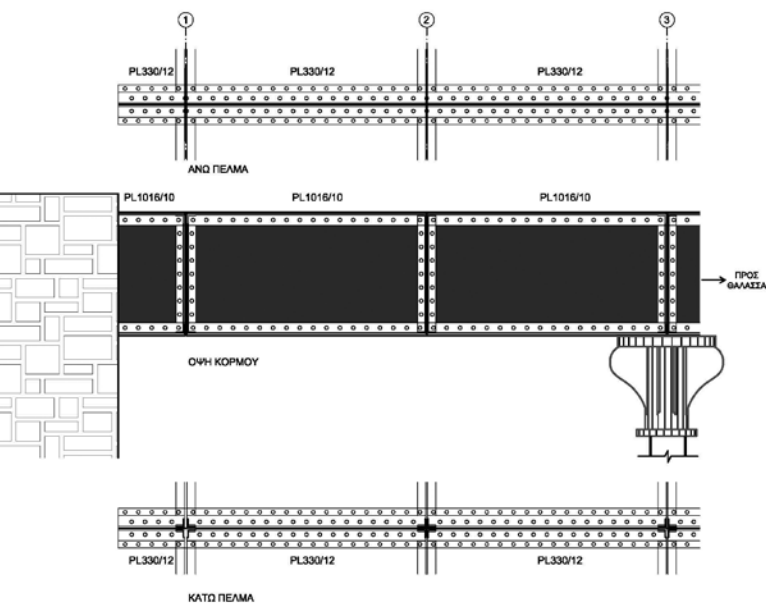 1 2 3
PL330/12 PL330/12 PL330/12
ΑΝΩ ΠΕΛΜΑ
PL1016/10 PL1016/10 PL1016/10
ΠΡΟΣ
ΘΑΛΑΣΣΑ
ΟΨΗ ΚΟΡΜΟΥ
PL330/12 PL330/12 PL330/12
ΚΑΤΩ ΠΕΛΜΑ